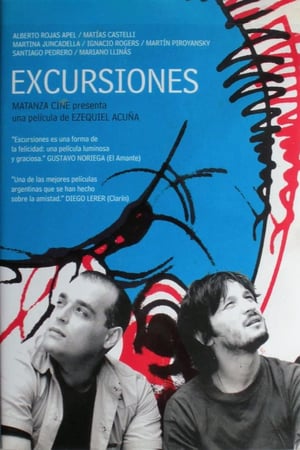 ALBERTO ROJAS APEL / MATÍAS CASTELLI
MARTINA JUNCADELLA / IGNACIO ROGERS / MARTÍN PIROYANSKY
SANTIAGO PEDRERO / MARIANO LLINÁS
EXCURSIONES
MATANZA CINE presenta
una película de EZEQUIEL ACUÑA
"Excursiones es una forma de
la felicidad: una película luminosa
y graciosa." GUSTAVO NORIEGA (El Amante)
"Una de las mejores películas
argentinas que se han hecho
sobre la amistad." DIEGO LERER (Clarín)